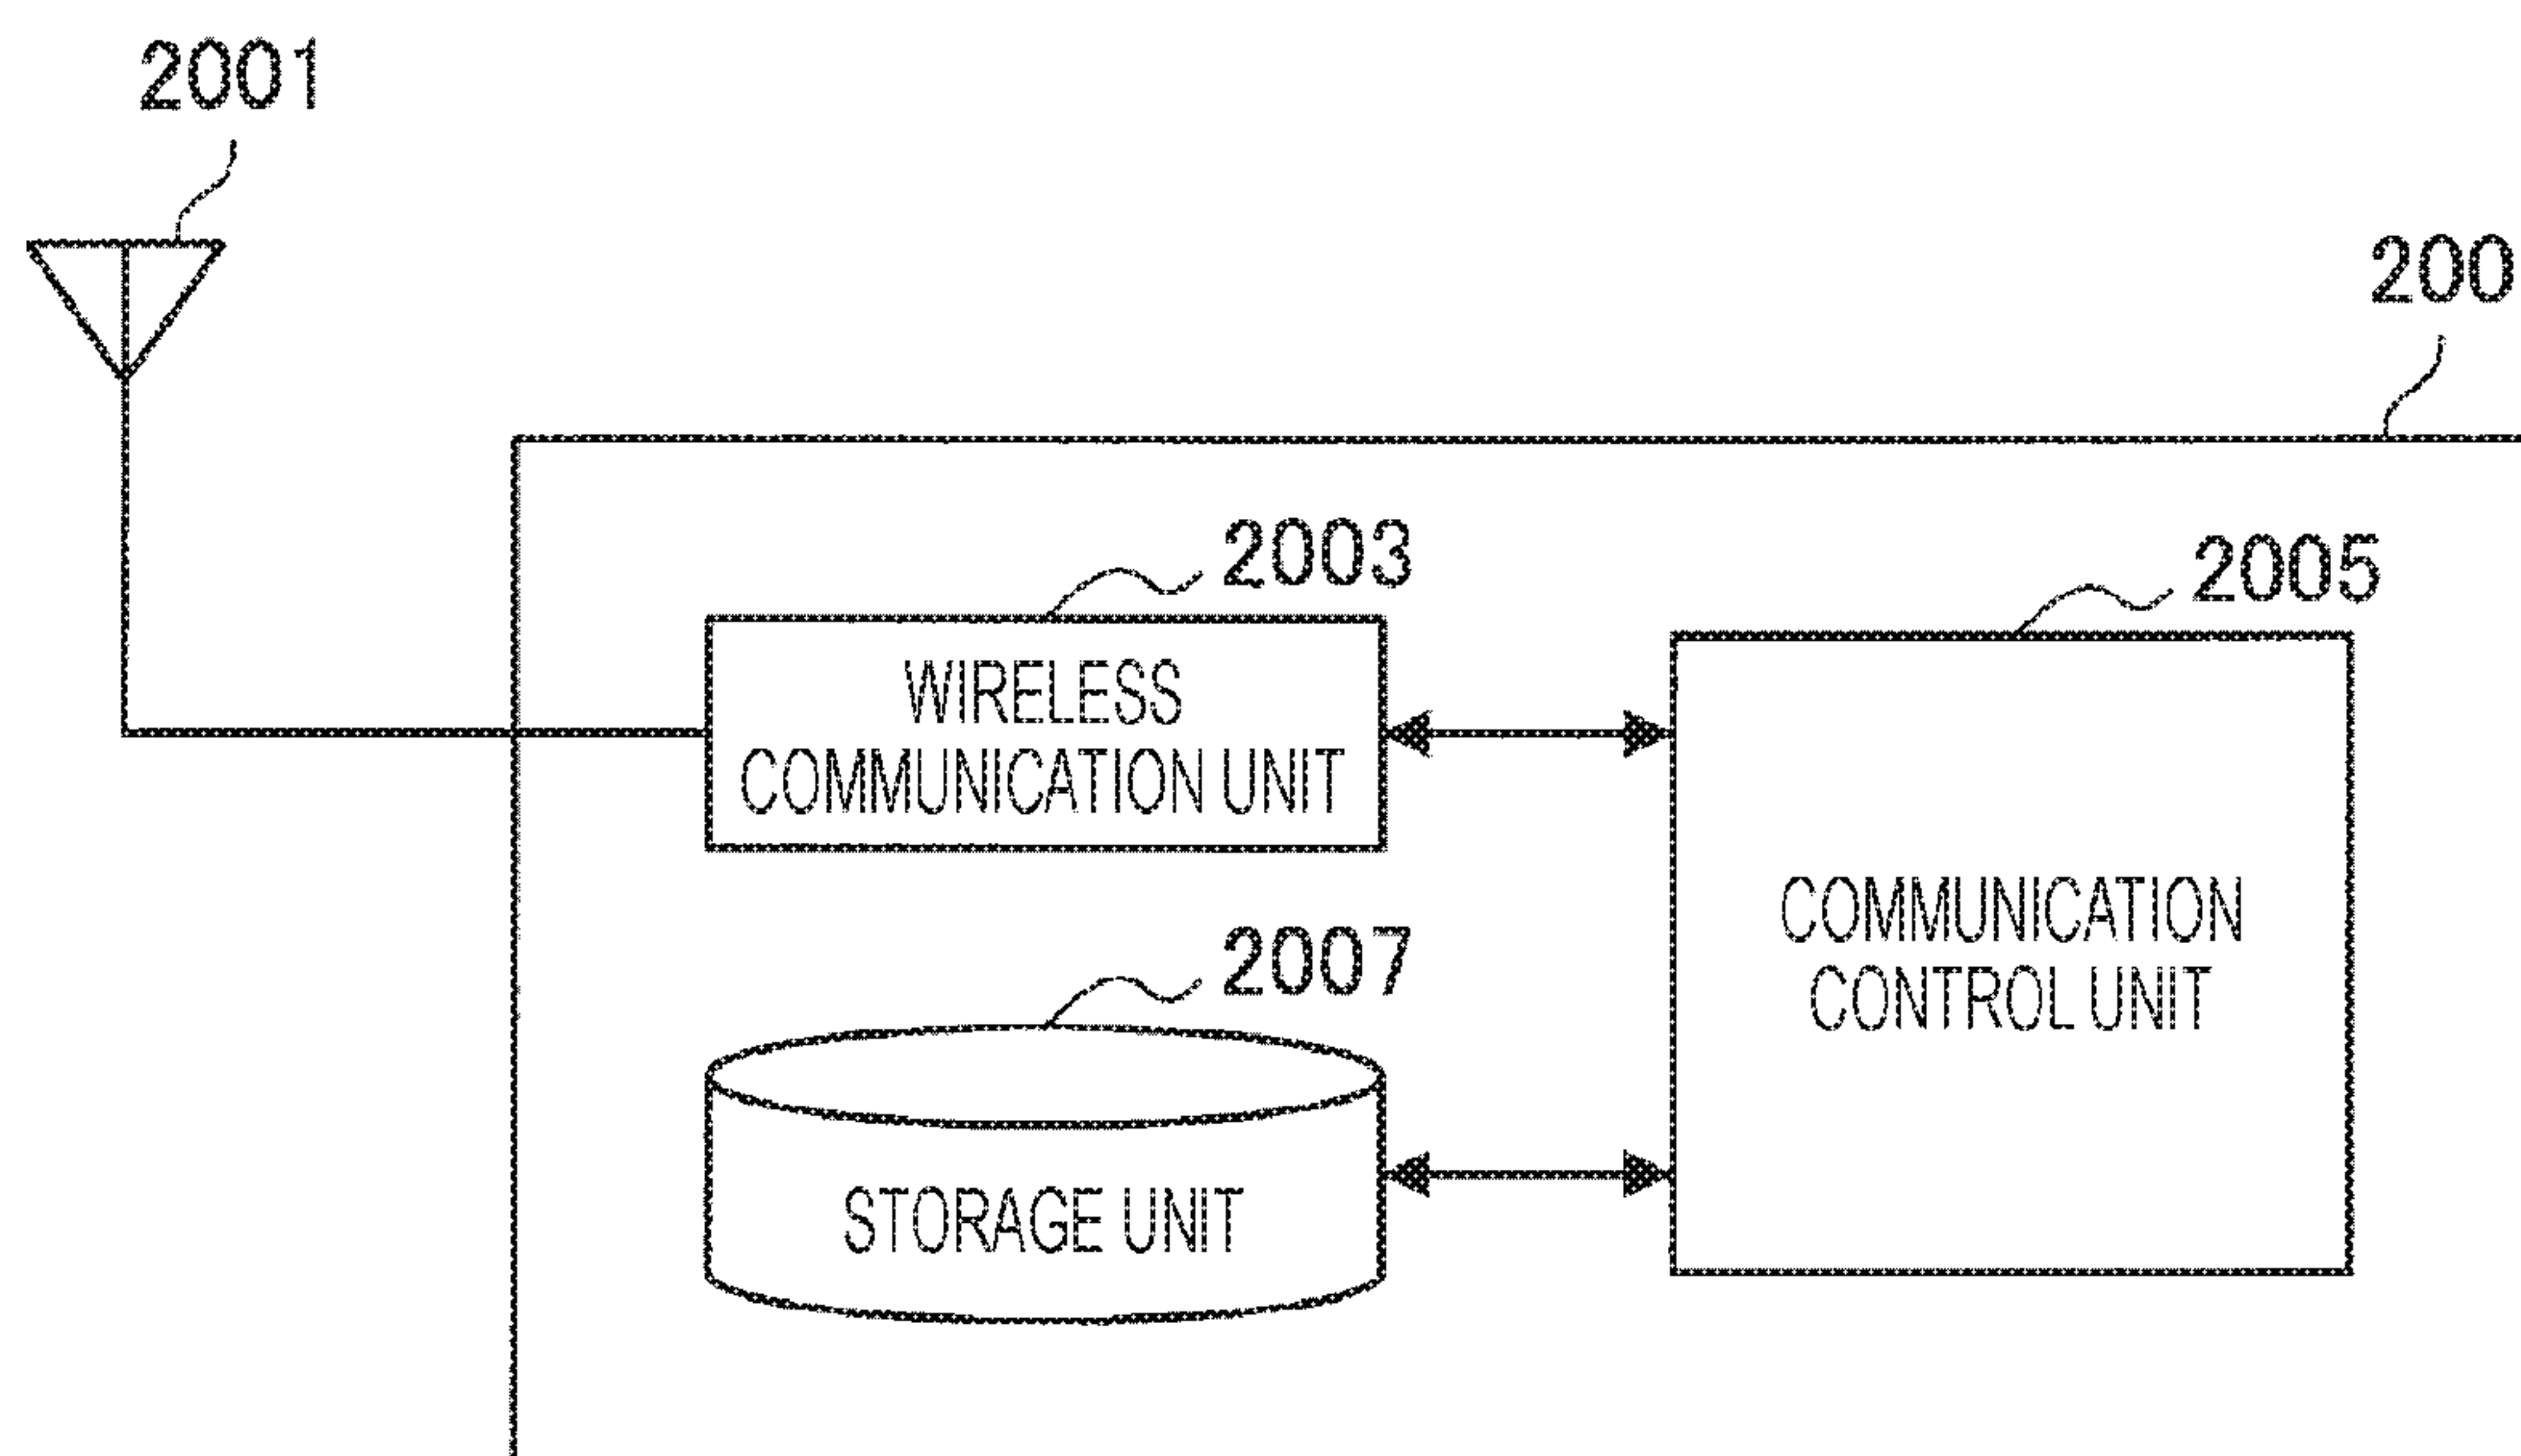 2001
200
2003
2005
WIRELESS
COMMUNICATION UNIT
COMMUNICATION
CONTROL UNIT
2007
STORAGE UNIT